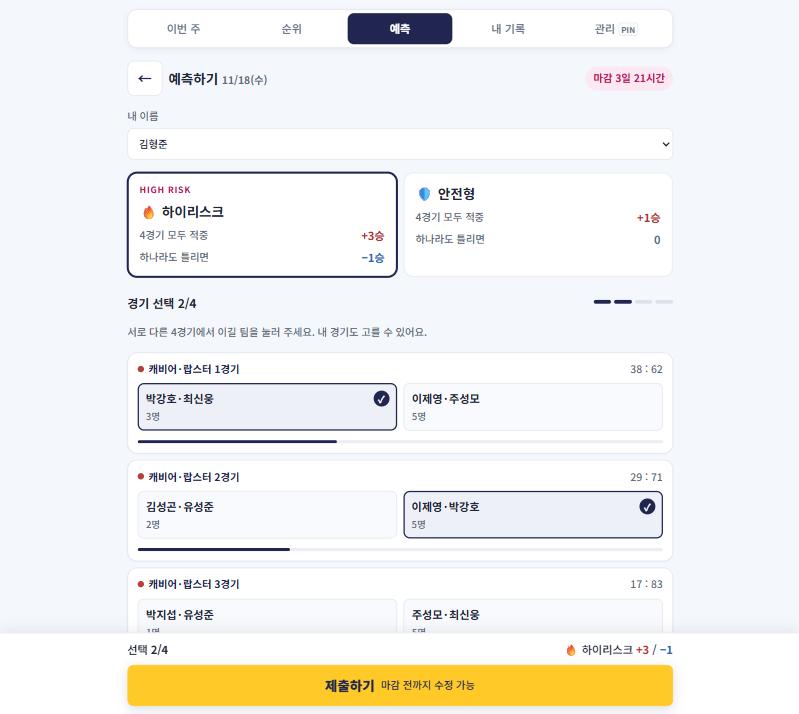 이번 주 순위 예측 내 기록 관리 PIN
← 예측하기 11/18(수) 마감 3일 21시간
내 이름
김형준
HIGH RISK
하이리스크
4경기 모두 적중 +3승
하나라도 틀리면 −1승
안전형
4경기 모두 적중 +1승
하나라도 틀리면 0
경기 선택 2/4
서로 다른 4경기에서 이길 팀을 눌러 주세요. 내 경기도 고를 수 있어요.
캐비어·랍스터 1경기 38 : 62
박강호·최신웅 이제영·주성모
3명 5명
캐비어·랍스터 2경기 29 : 71
김성곤·유성준 이제영·박강호
2명 5명
캐비어·랍스터 3경기 17 : 83
박지섭·유성준 주성모·최신웅
1명 5명
선택 2/4 하이리스크 +3 / −1
제출하기 마감 전까지 수정 가능